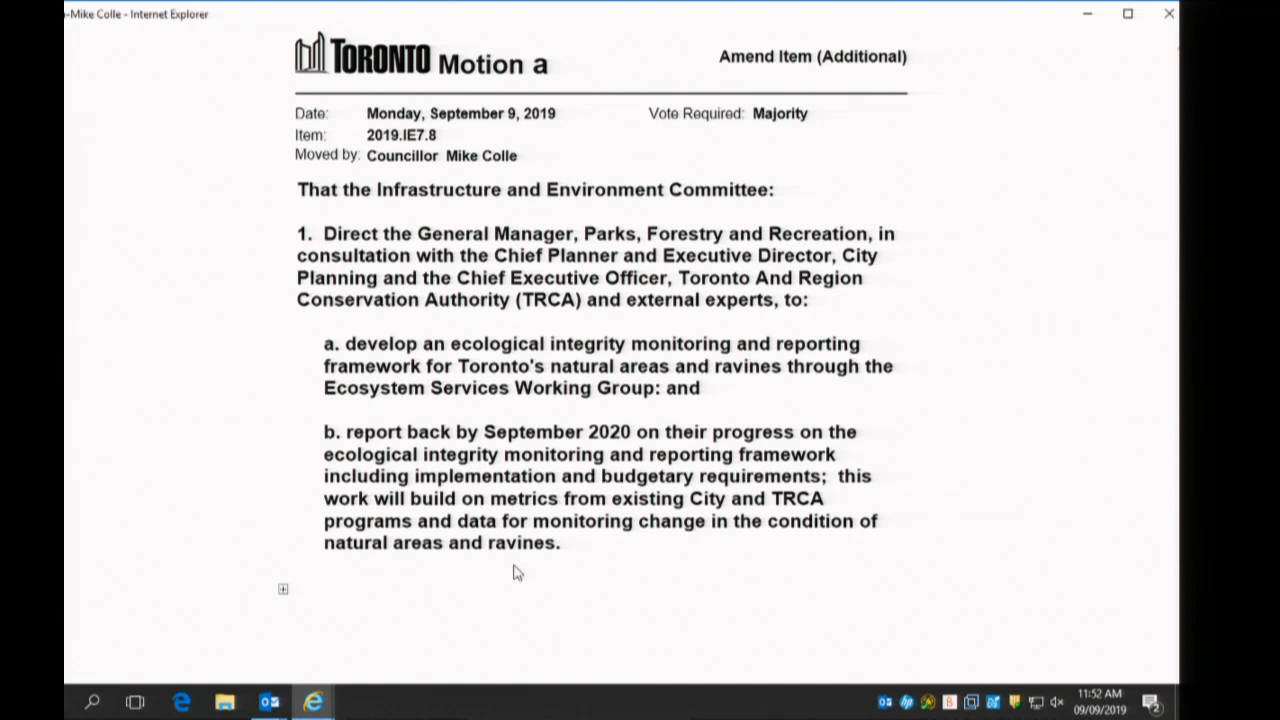 -Mike Colle - Internet Explorer
TORONTO Motion a
Amend Item (Additional)
Date: Monday, September 9, 2019 Vote Required: Majority
Item: 2019.IE7.8
Moved by: Councillor Mike Colle
That the Infrastructure and Environment Committee:
1. Direct the General Manager, Parks, Forestry and Recreation, in
consultation with the Chief Planner and Executive Director, City
Planning and the Chief Executive Officer, Toronto And Region
Conservation Authority (TRCA) and external experts, to:
a. develop an ecological integrity monitoring and reporting
framework for Toronto's natural areas and ravines through the
Ecosystem Services Working Group: and
b. report back by September 2020 on their progress on the
ecological integrity monitoring and reporting framework
including implementation and budgetary requirements; this
work will build on metrics from existing City and TRCA
programs and data for monitoring change in the condition of
natural areas and ravines.
11:52 AM
09/09/2019
2